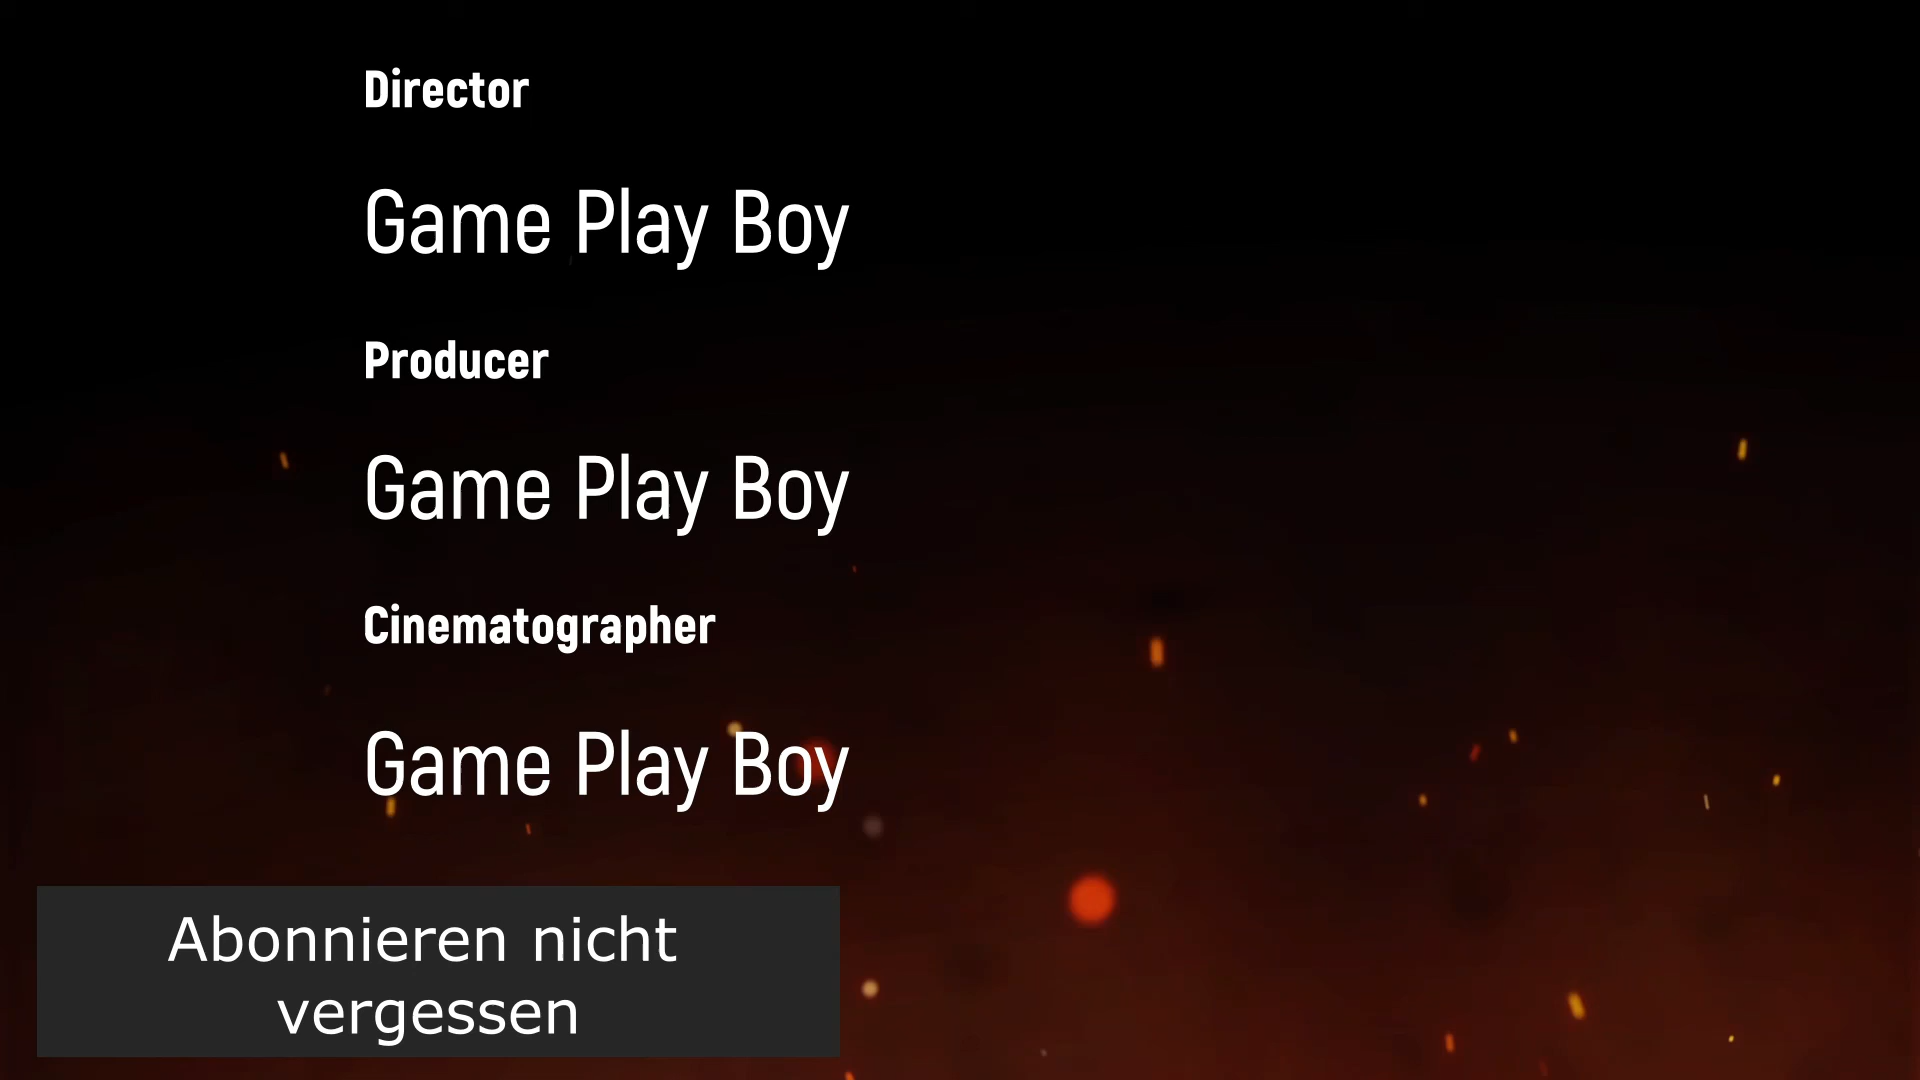 Director
Game Play Boy
Producer
Game Play Boy
Cinematographer
Game Play Boy
Abonnieren nicht
vergessen